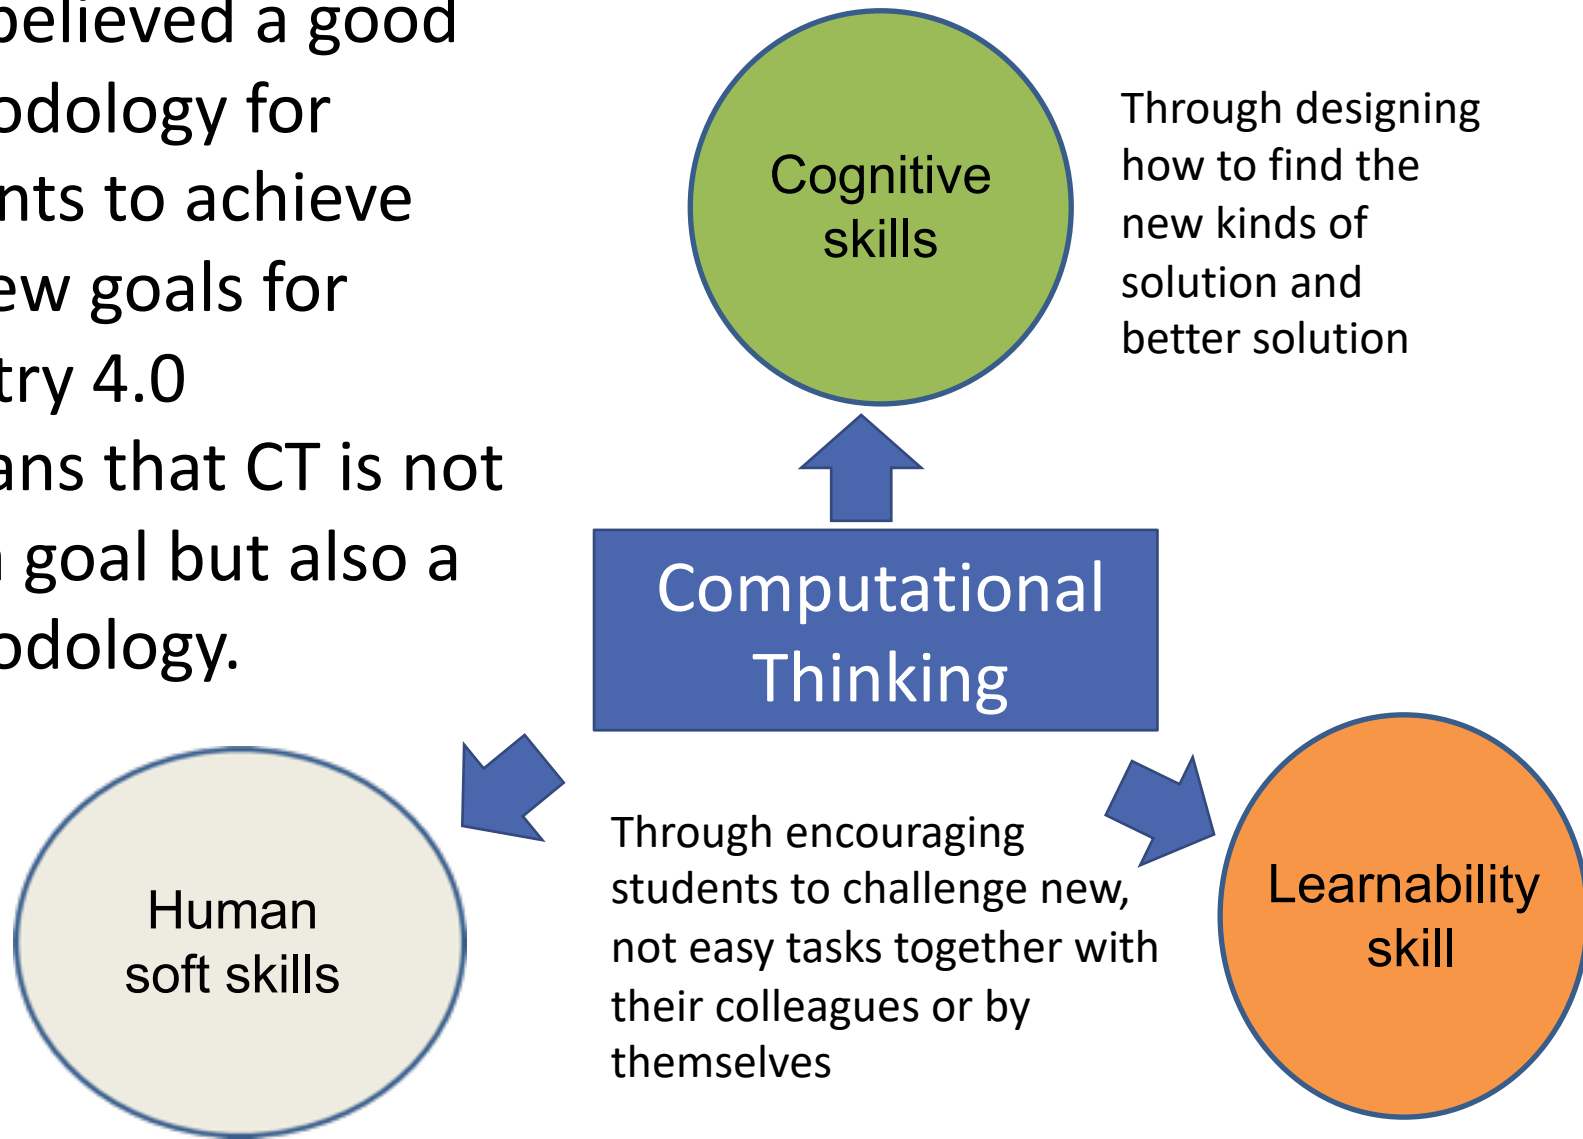 believed a good
odology for
nts to achieve
ew goals for
try 4.0
ans that CT is not
goal but also a
odology.
Cognitive
skills
Through designing
how to find the
new kinds of
solution and
better solution
Computational
Thinking
Human
soft skills
Through encouraging
students to challenge new,
not easy tasks together with
their colleagues or by
themselves
Learnability
skill